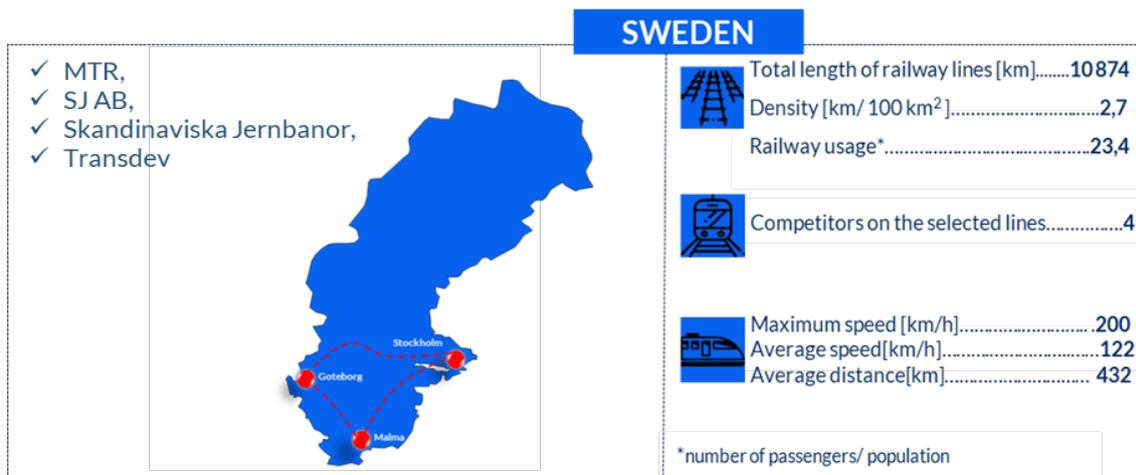 SWEDEN
✓ MTR,
✓ SJ AB,
✓ Skandinaviska Jernbanor,
✓ Transdev
Stockholm
Goteborg
Malma
Total length of railway lines [km].......10 874
Density [km/ 100 km²]..............................2,7
Railway usage*..........................................23,4
Competitors on the selected lines..............4
Maximum speed [km/h]..........................200
Average speed[km/h]..............................122
Average distance[km]............................. 432
*number of passengers/ population